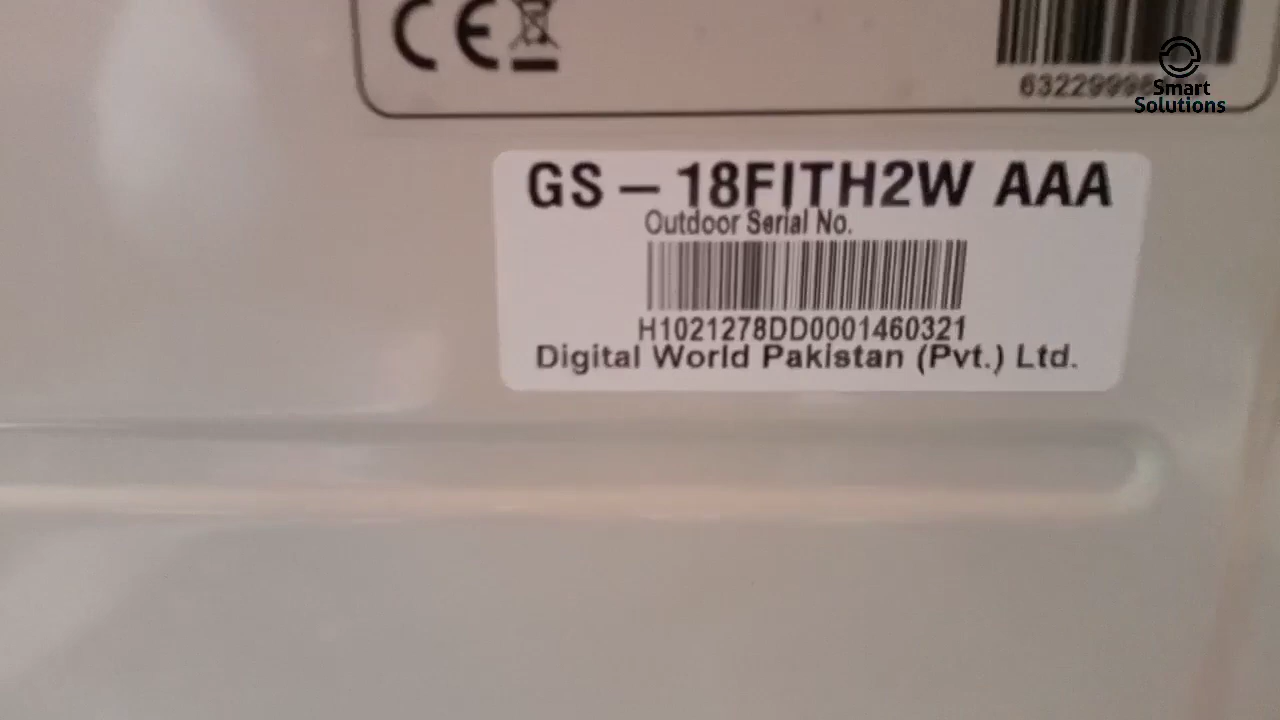 CE
Smart
Solutions
GS – 18FITH2W AAA
Outdoor Serial No.
H1021278DD0001460321
Digital World Pakistan (Pvt.) Ltd.